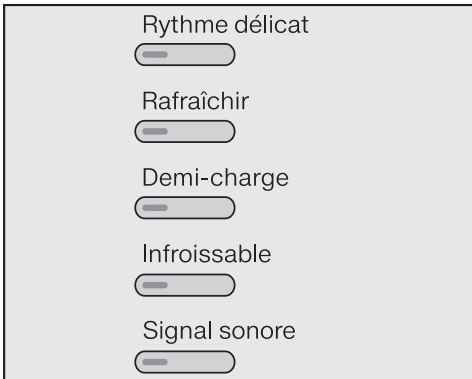 Rythme délicat
Rafraîchir
Demi-charge
Infroissable
Signal sonore